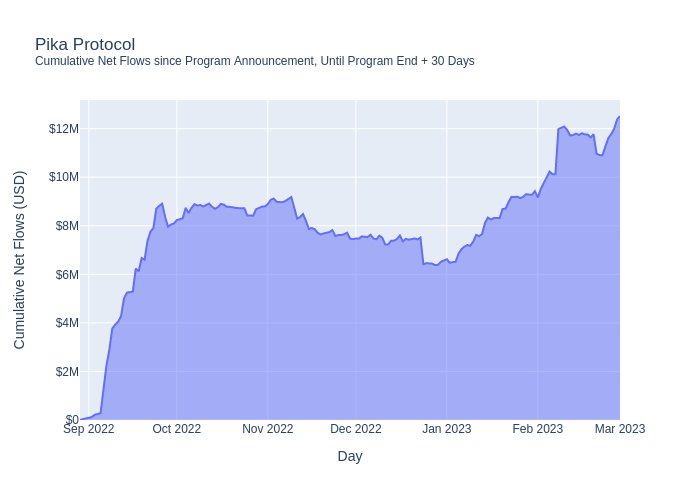 Pika Protocol
Cumulative Net Flows since Program Announcement, Until Program End + 30 Days
Cumulative Net Flows (USD)
$12M
$10M
$8M
$6M
$4M
$2M
$0
Sep 2022
Oct 2022
Nov 2022
Dec 2022
Jan 2023
Feb 2023
Mar 2023
Day